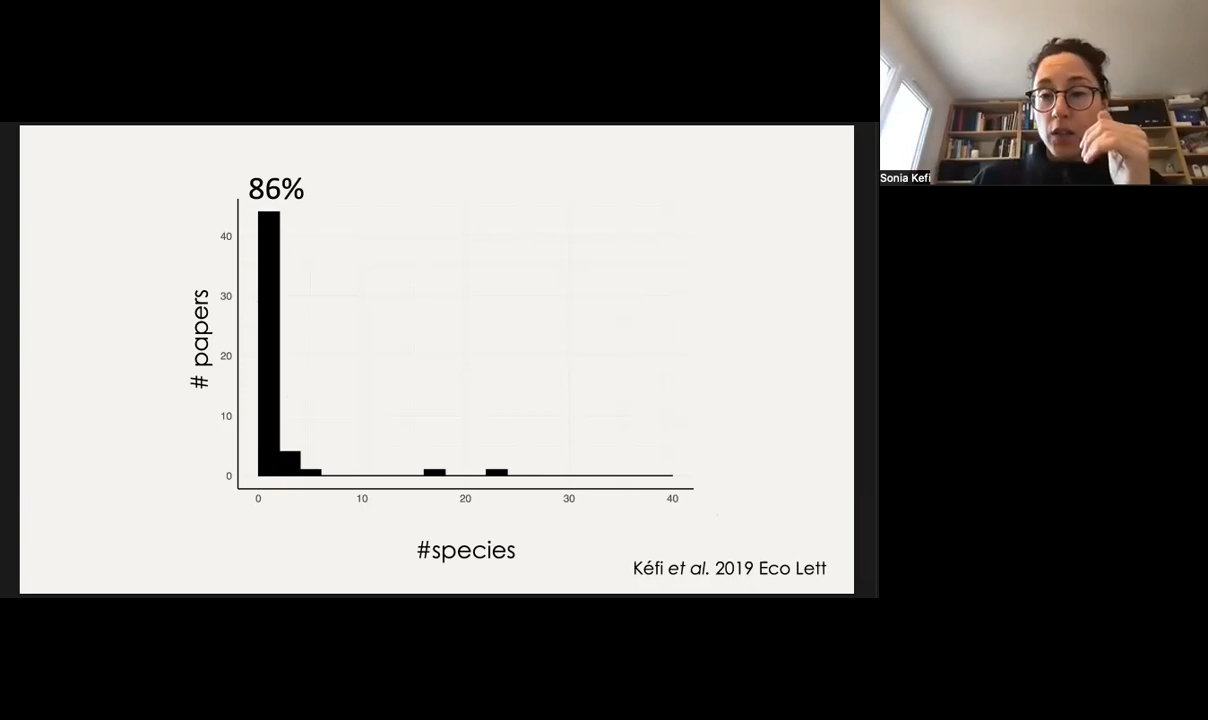 86%
# papers
40
30
20
10
0
0 10 20 30 40
#species
Kéfi et al. 2019 Eco Lett
Sonia Kefi